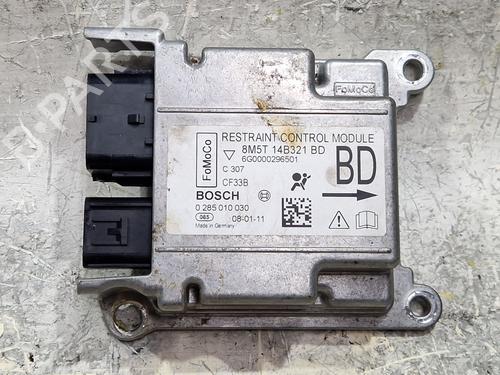 FoMoCo
FoMoCo
RESTRAINT CONTROL MODULE
8M5T 14B321 BD
6G0000296501
C 307
CF33B
BD
BOSCH
0 285 010 030
085
08-01-11
Made in Germany